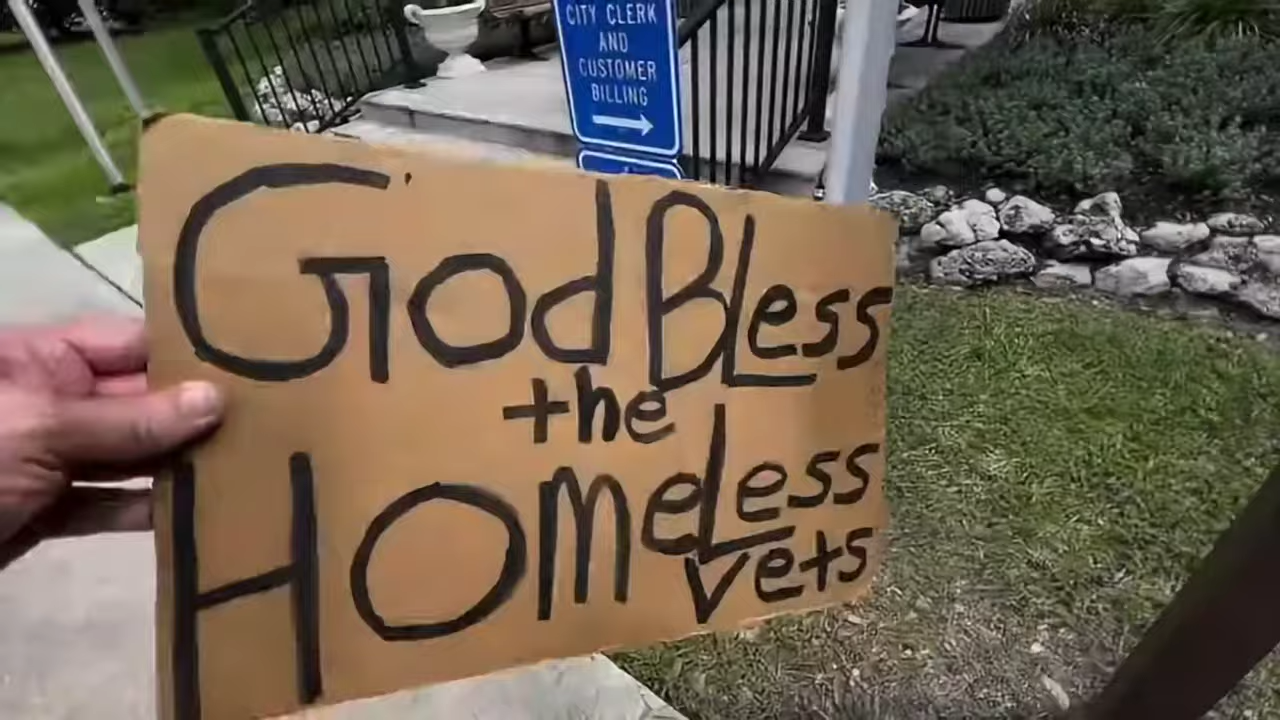 CITY CLERK
AND
CUSTOMER
BILLING
God Bless
the
HomeLess
vets